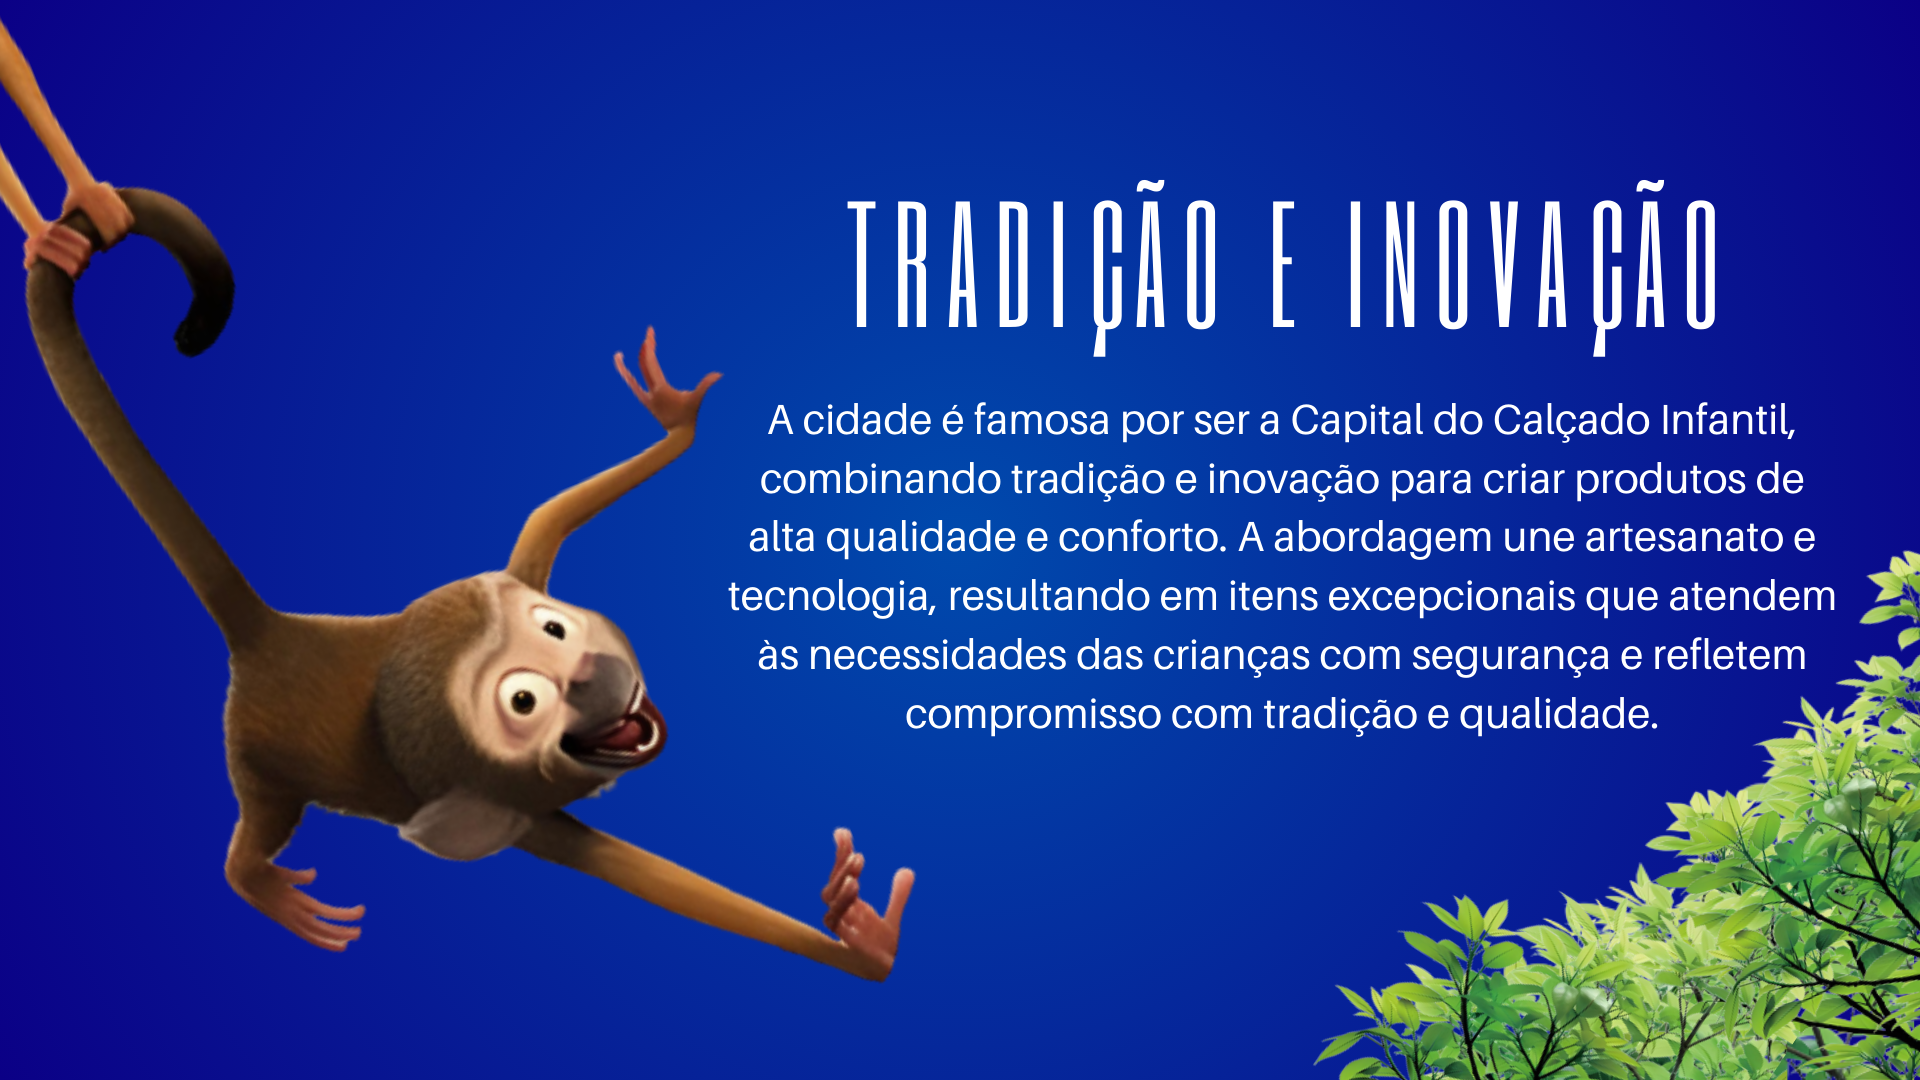 TRADIÇÃO E INOVAÇÃO
A cidade é famosa por ser a Capital do Calçado Infantil,
combinando tradição e inovação para criar produtos de
alta qualidade e conforto. A abordagem une artesanato e
tecnologia, resultando em itens excepcionais que atendem
às necessidades das crianças com segurança e refletem
compromisso com tradição e qualidade.